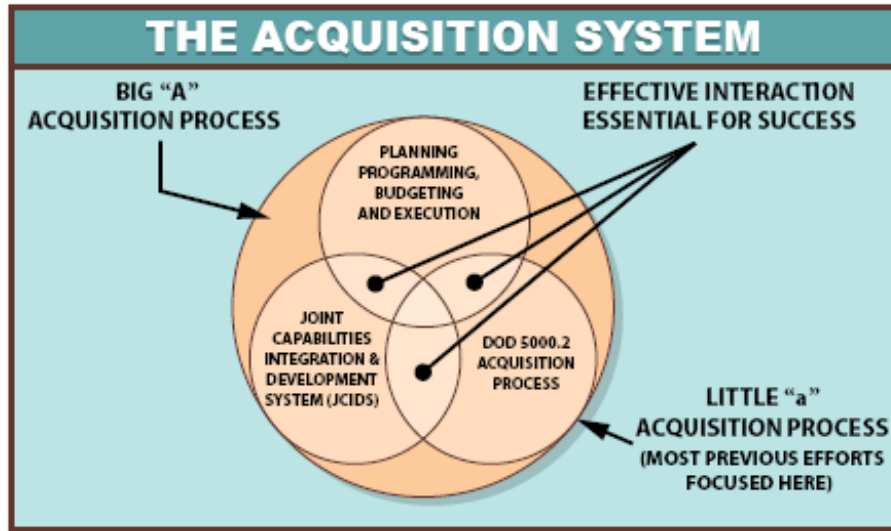 THE ACQUISITION SYSTEM
BIG “A”
ACQUISITION PROCESS
EFFECTIVE INTERACTION
ESSENTIAL FOR SUCCESS
PLANNING
PROGRAMMING,
BUDGETING
AND EXECUTION
JOINT
CAPABILITIES
INTEGRATION &
DEVELOPMENT
SYSTEM (JCIDS)
DOD 5000.2
ACQUISITION
PROCESS
LITTLE “a”
ACQUISITION PROCESS
(MOST PREVIOUS EFFORTS
FOCUSED HERE)